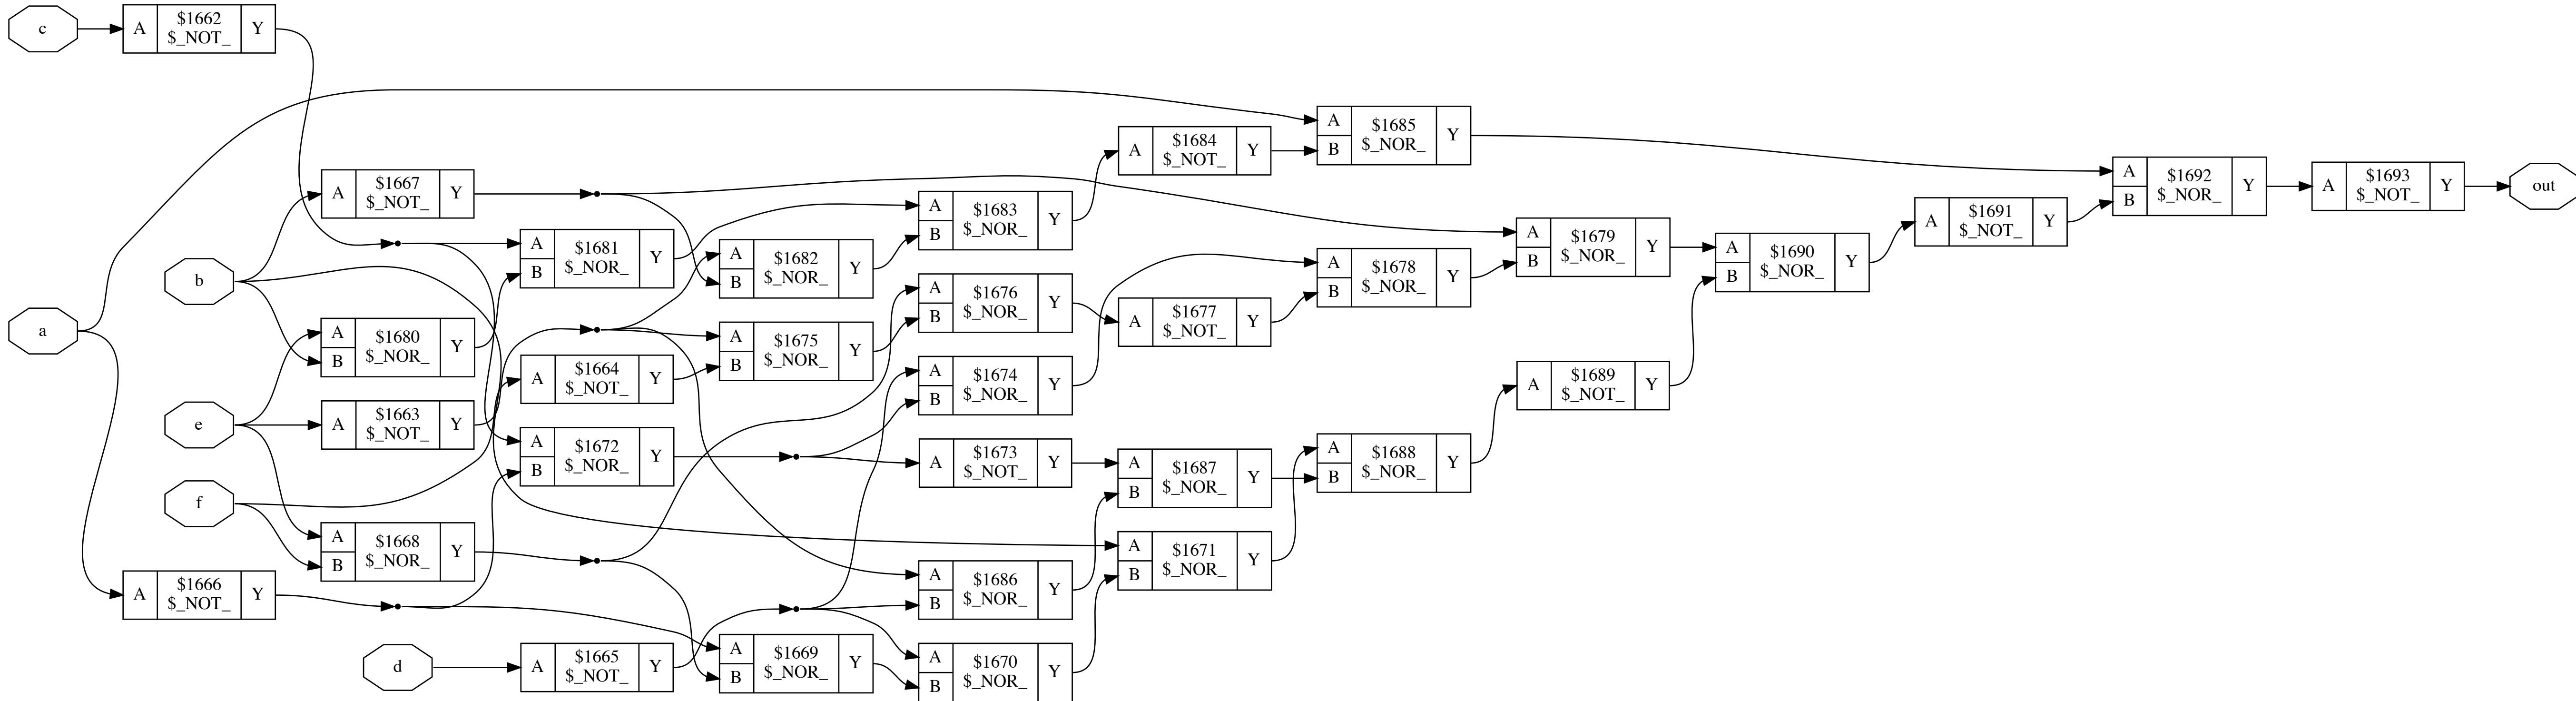 c
A $1662 Y
$_NOT_
A $1685 Y
B $_NOR_
A $1684 Y
$_NOT_
A $1692 Y
B $_NOR_
A $1693 Y
$_NOT_
out
A $1667 Y
$_NOT_
A $1683 Y
B $_NOR_
A $1691 Y
$_NOT_
A $1681 Y
B $_NOR_
A $1682 Y
B $_NOR_
A $1679 Y
B $_NOR_
A $1690 Y
B $_NOR_
b
A $1676 Y
B $_NOR_
A $1678 Y
B $_NOR_
a
A $1680 Y
B $_NOR_
A $1675 Y
B $_NOR_
A $1677 Y
$_NOT_
A $1664 Y
$_NOT_
A $1674 Y
B $_NOR_
A $1689 Y
$_NOT_
e
A $1663 Y
$_NOT_
A $1672 Y
B $_NOR_
A $1673 Y
$_NOT_
A $1687 Y
B $_NOR_
A $1688 Y
B $_NOR_
f
A $1668 Y
B $_NOR_
A $1671 Y
B $_NOR_
A $1666 Y
$_NOT_
A $1686 Y
B $_NOR_
d
A $1665 Y
$_NOT_
A $1669 Y
B $_NOR_
A $1670 Y
B $_NOR_